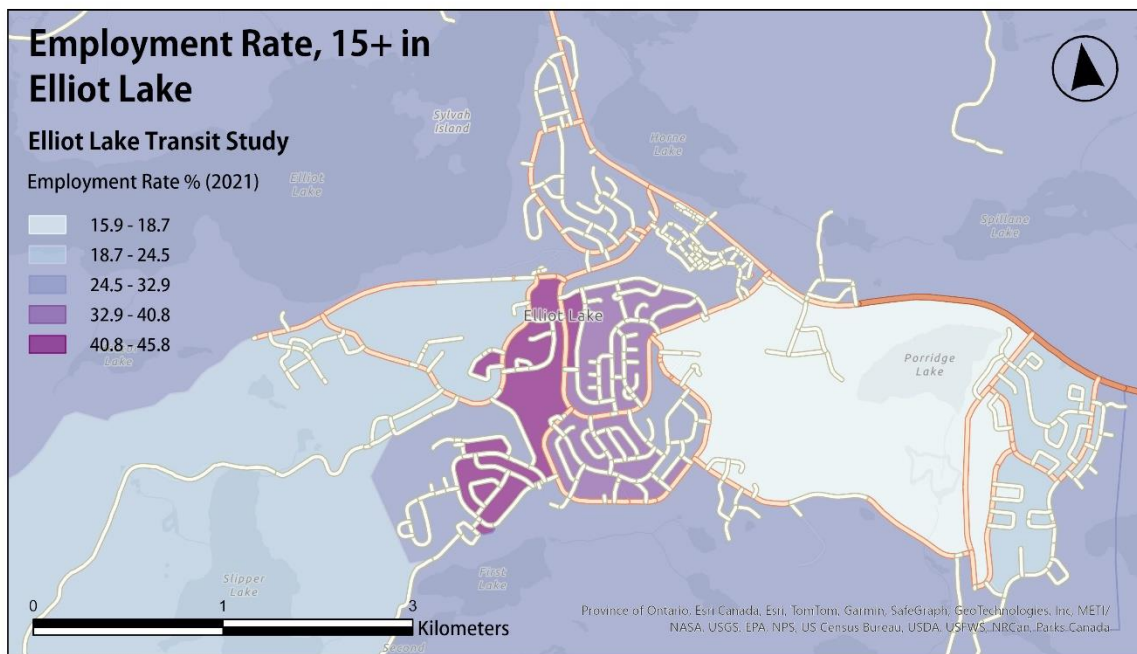 Employment Rate, 15+ in
Elliot Lake
Elliot Lake Transit Study
Employment Rate % (2021)
15.9 - 18.7
18.7 - 24.5
24.5 - 32.9
32.9 - 40.8
40.8 - 45.8
Sylvah
Island
Horne
Lake
Elliot
Lake
Spillane
Lake
Elliot Lake
Lake
Porridge
Lake
Slipper
Lake
First
Lake
Second
0 1 3
Kilometers
Province of Ontario, Esri Canada, Esri, TomTom, Garmin, SafeGraph, GeoTechnologies, Inc, METI/
NASA, USGS, EPA, NPS, US Census Bureau, USDA, USFWS, NRCan, Parks Canada